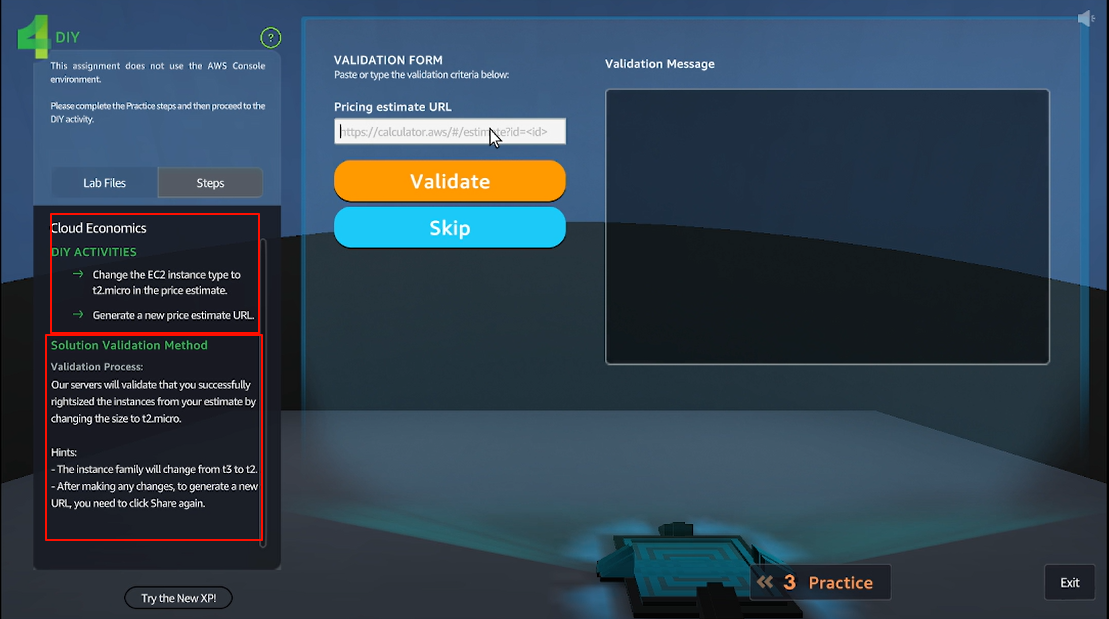 4 DIY
?
This assignment does not use the AWS Console
environment.
Please complete the Practice steps and then proceed to the
DIY activity.
Lab Files
Steps
Cloud Economics
DIY ACTIVITIES
→ Change the EC2 instance type to
t2.micro in the price estimate.
→ Generate a new price estimate URL.
Solution Validation Method
Validation Process:
Our servers will validate that you successfully
rightsized the instances from your estimate by
changing the size to t2.micro.
Hints:
- The instance family will change from t3 to t2.
- After making any changes, to generate a new
URL, you need to click Share again.
Try the New XP!
VALIDATION FORM
Paste or type the validation criteria below:
Pricing estimate URL
https://calculator.aws/#/estimate?id=<id>
Validate
Skip
Validation Message
« 3 Practice
Exit